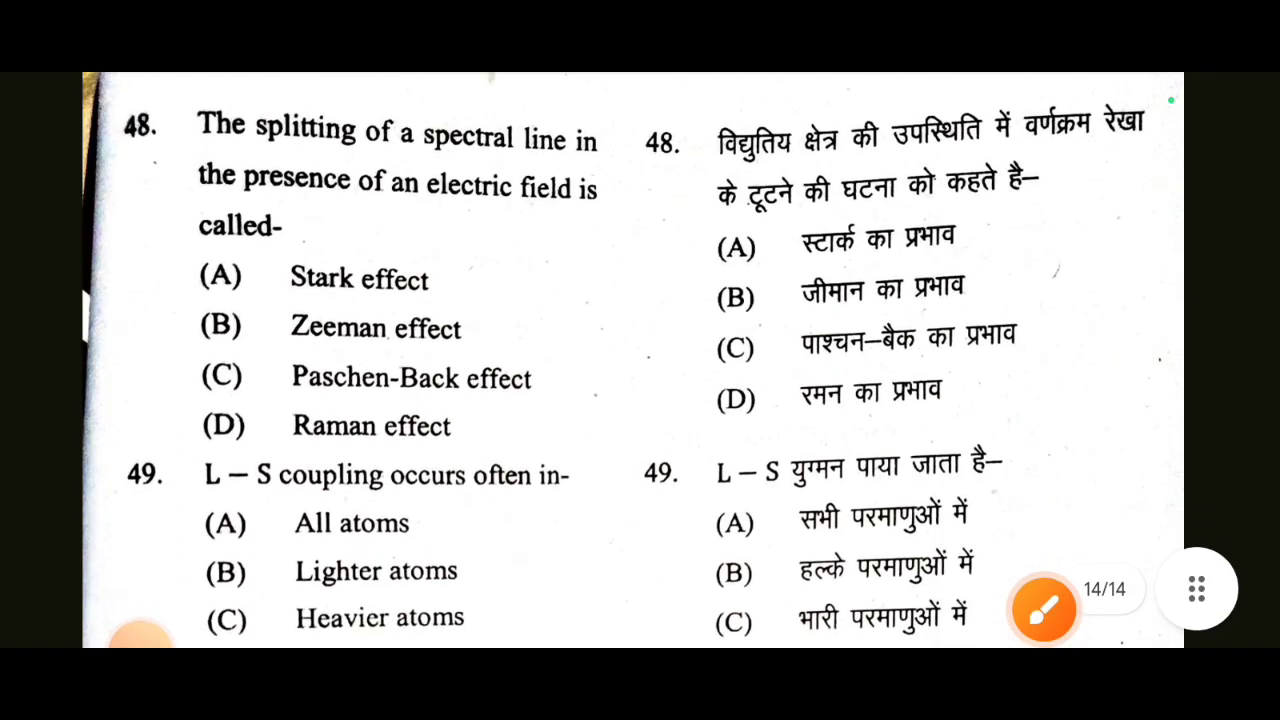 48. The splitting of a spectral line in
the presence of an electric field is
called-
(A) Stark effect
(B) Zeeman effect
(C) Paschen-Back effect
(D) Raman effect
49. L – S coupling occurs often in-
(A) All atoms
(B) Lighter atoms
(C) Heavier atoms
48. विद्युतिय क्षेत्र की उपस्थिति में वर्णक्रम रेखा
के टूटने की घटना को कहते है–
(A) स्टार्क का प्रभाव
(B) जीमान का प्रभाव
(C) पाश्चन–बैक का प्रभाव
(D) रमन का प्रभाव
49. L – S युग्मन पाया जाता है–
(A) सभी परमाणुओं में
(B) हल्के परमाणुओं में
(C) भारी परमाणुओं में
14/14